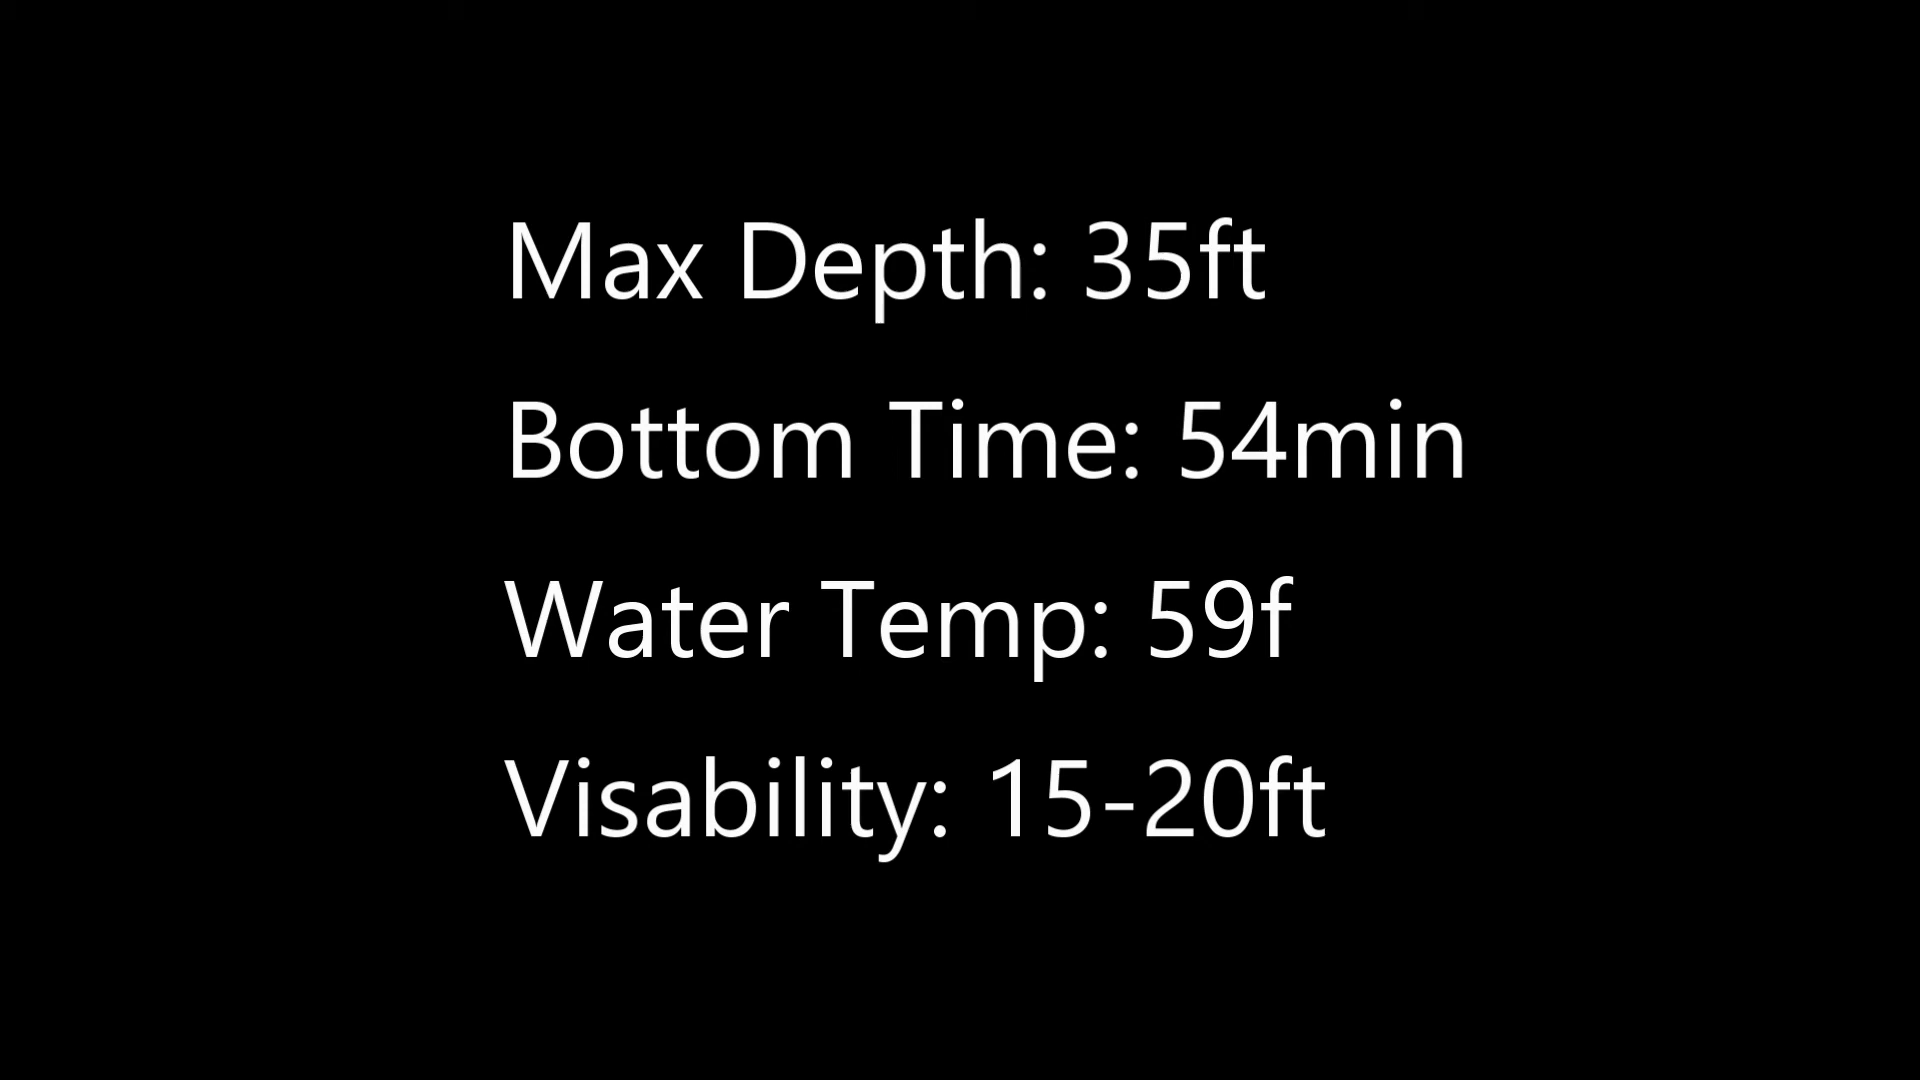 Max Depth: 35ft
Bottom Time: 54min
Water Temp: 59f
Visability: 15-20ft